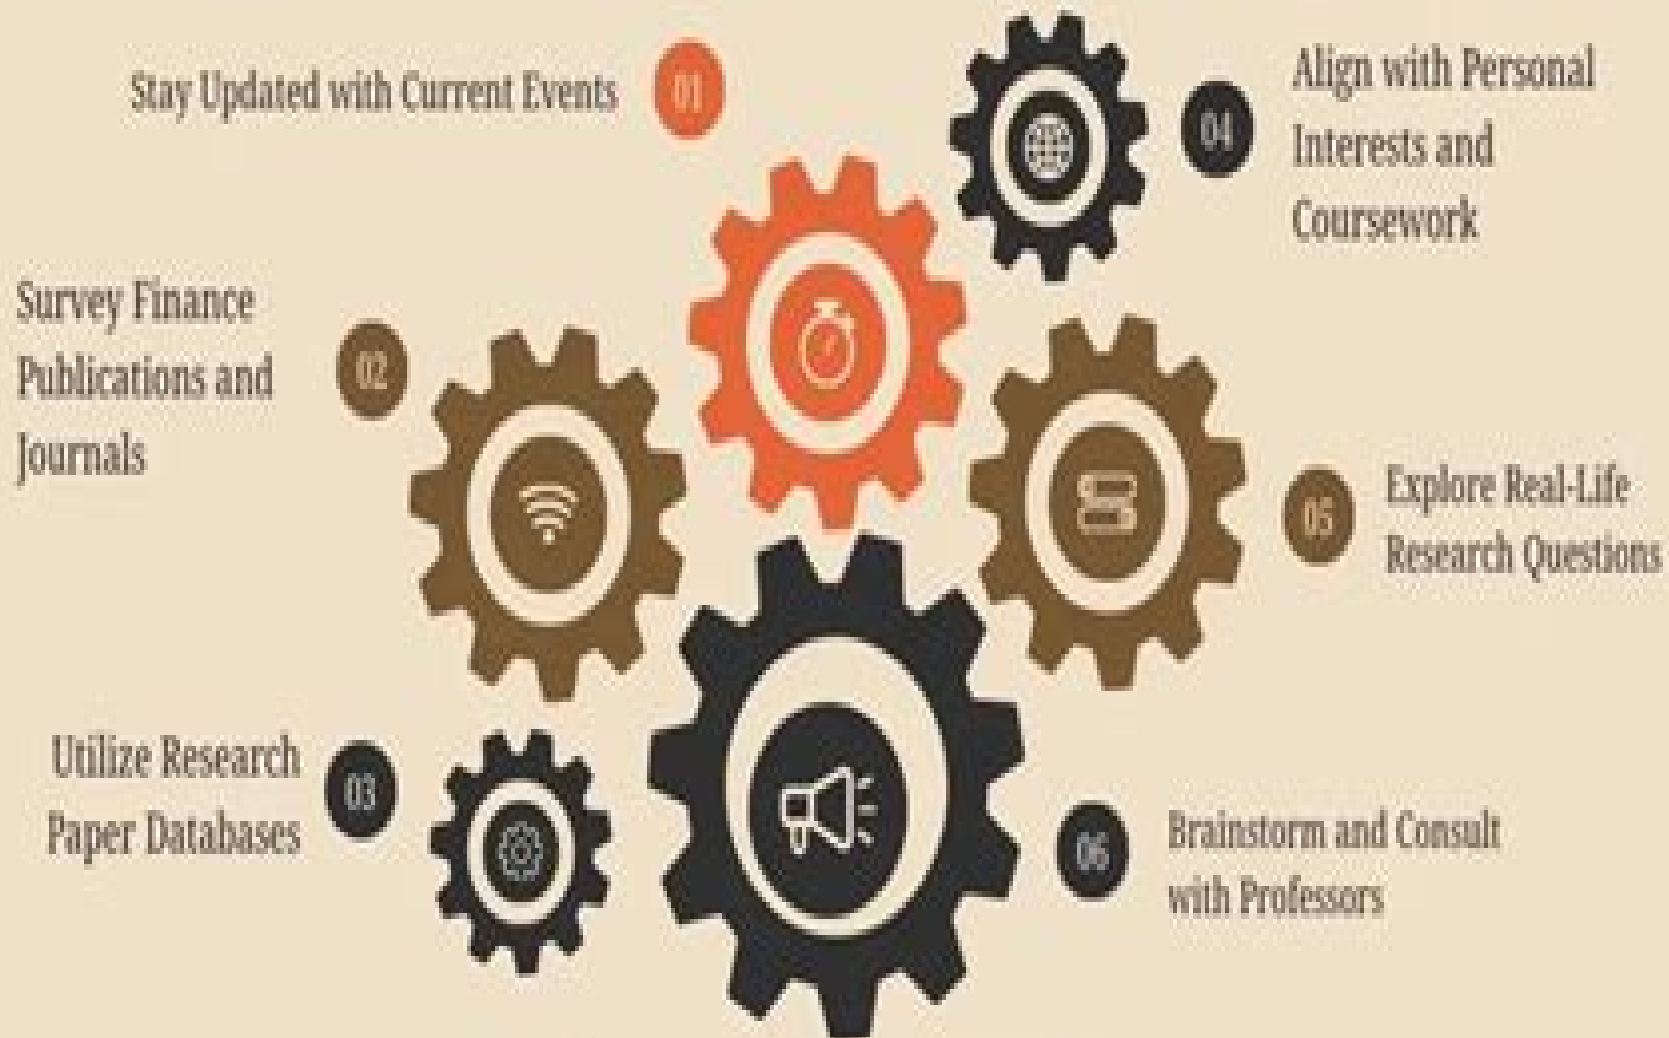 01
Stay Updated with Current Events
02
Survey Finance
Publications and
Journals
03
Utilize Research
Paper Databases
04
Align with Personal
Interests and
Coursework
05
Explore Real-Life
Research Questions
06
Brainstorm and Consult
with Professors